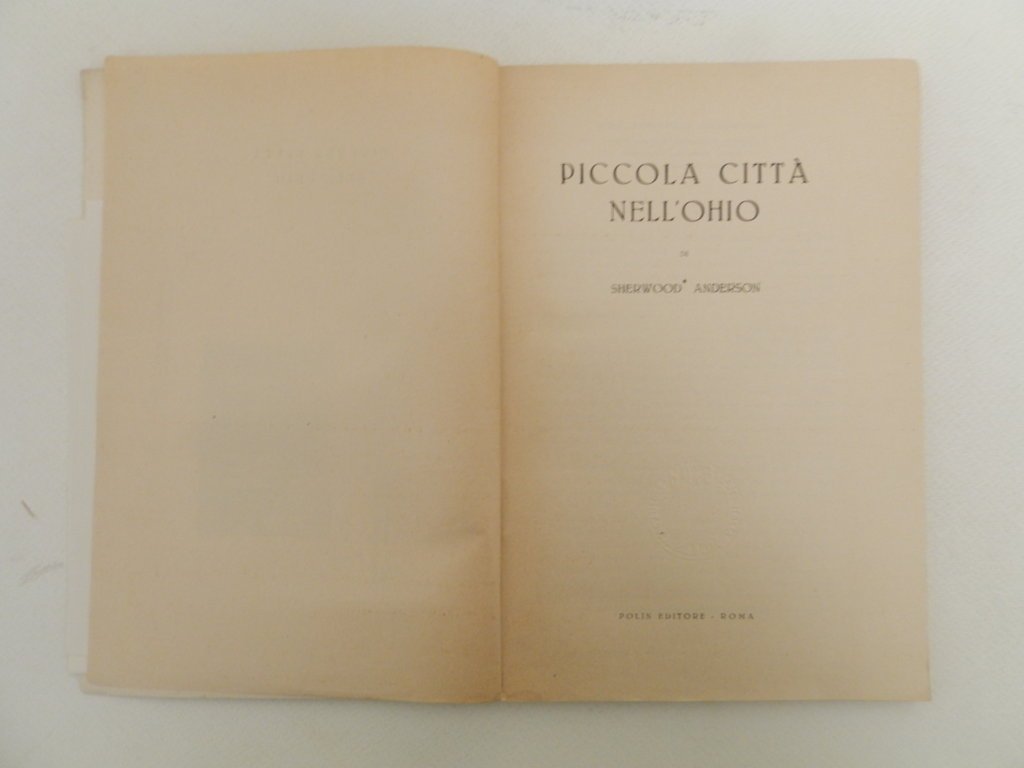 PICCOLA CITTÀ
NELL'OHIO
DI
SHERWOOD ANDERSON
POLIS EDITORE - ROMA